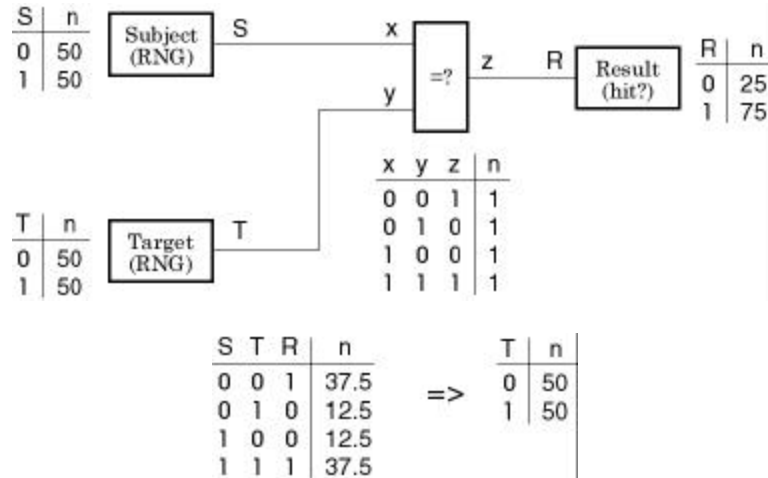 S n
0 50
1 50
Subject
(RNG)
S
x
y
=?
z
R
Result
(hit?)
R n
0 25
1 75
x y z n
0 0 1 1
0 1 0 1
1 0 0 1
1 1 1 1
T n
0 50
1 50
Target
(RNG)
T
S T R n
0 0 1 37.5
0 1 0 12.5
1 0 0 12.5
1 1 1 37.5
=>
T n
0 50
1 50